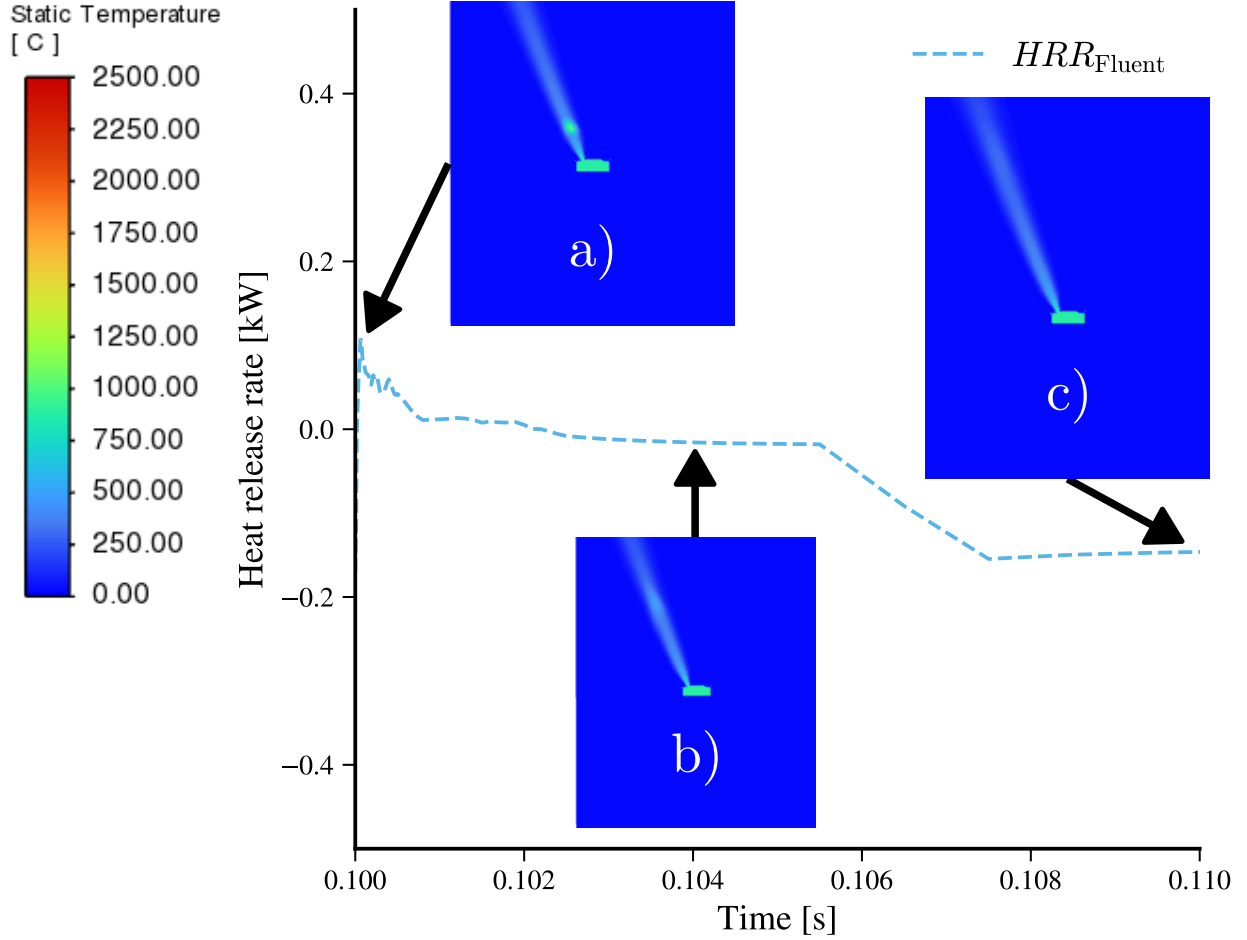 Static Temperature
[ C ]
2500.00
2250.00
2000.00
1750.00
1500.00
1250.00
1000.00
750.00
500.00
250.00
0.00
Heat release rate [kW]
0.4
0.2
0.0
−0.2
−0.4
a)
b)
c)
HRR_Fluent
0.100
0.102
0.104
0.106
0.108
0.110
Time [s]